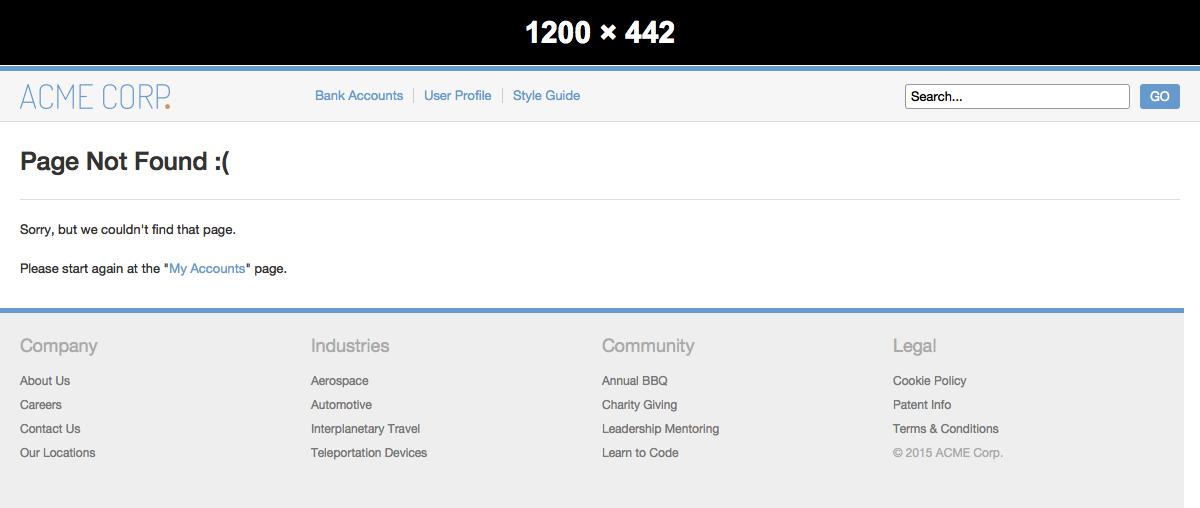 1200 × 442
ACME CORP.
Bank Accounts
User Profile
Style Guide
Search...
GO
Page Not Found :(
Sorry, but we couldn't find that page.
Please start again at the "My Accounts" page.
Company
About Us
Careers
Contact Us
Our Locations
Industries
Aerospace
Automotive
Interplanetary Travel
Teleportation Devices
Community
Annual BBQ
Charity Giving
Leadership Mentoring
Learn to Code
Legal
Cookie Policy
Patent Info
Terms & Conditions
© 2015 ACME Corp.